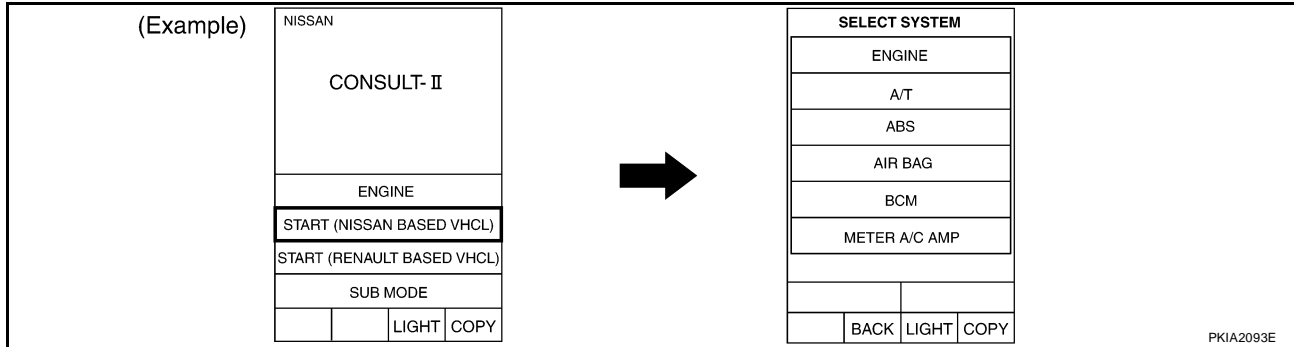 (Example)
NISSAN
CONSULT-II
ENGINE
START (NISSAN BASED VHCL)
START (RENAULT BASED VHCL)
SUB MODE
LIGHT COPY
SELECT SYSTEM
ENGINE
A/T
ABS
AIR BAG
BCM
METER A/C AMP
BACK LIGHT COPY
PKIA2093E